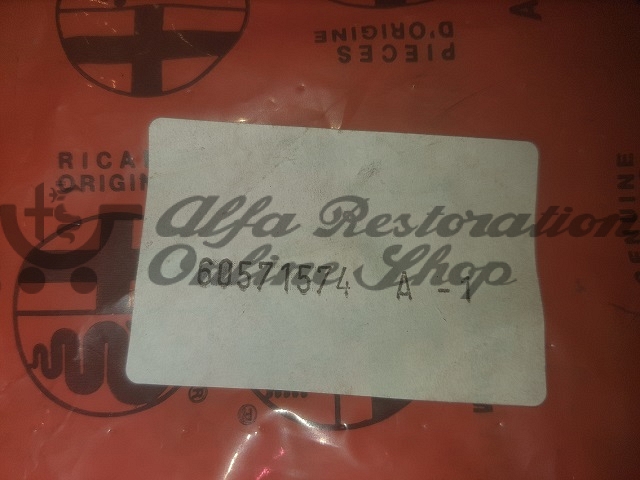 PIECES
D'ORIGINE
RICA
ORIGIN
Alfa Restoration
Online Shop
60571574 A -1